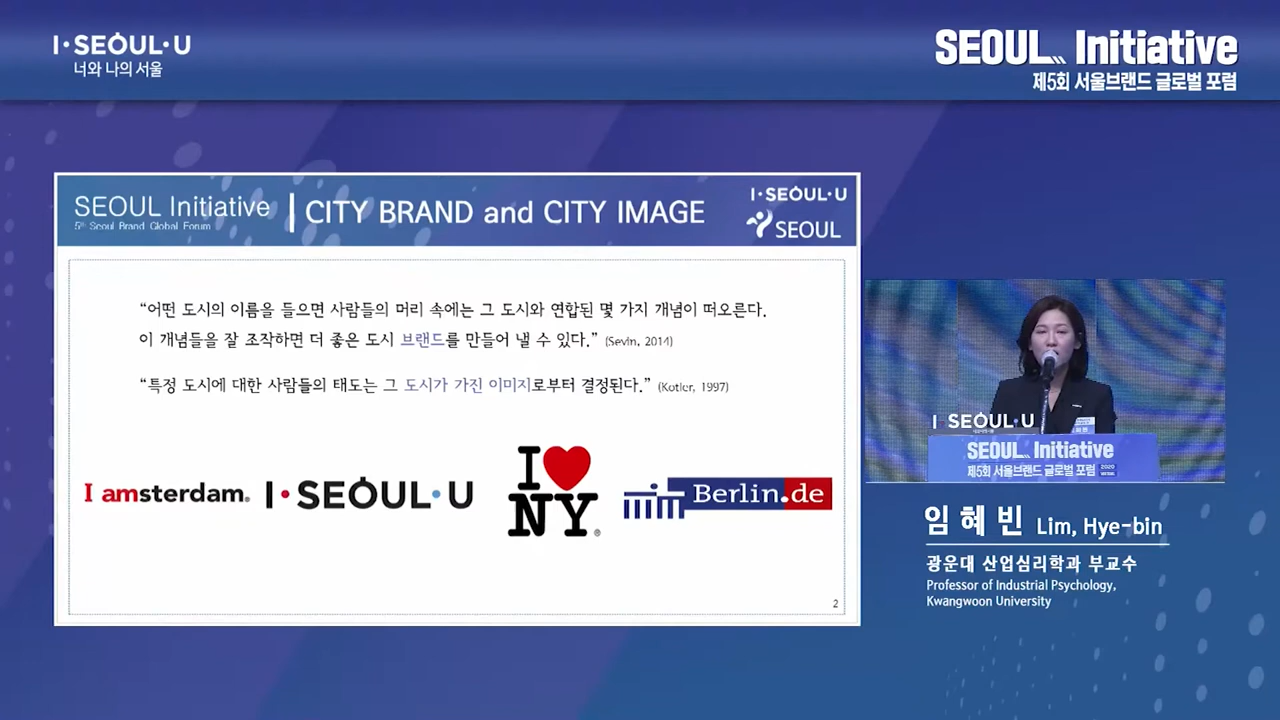 I·SEOUL·U
너와 나의 서울
SEOUL Initiative
제5회 서울브랜드 글로벌 포럼
SEOUL Initiative
5th Seoul Brand Global Forum
CITY BRAND and CITY IMAGE
I·SEOUL·U
SEOUL
“어떤 도시의 이름을 들으면 사람들의 머리 속에는 그 도시와 연합된 몇 가지 개념이 떠오른다.
이 개념들을 잘 조작하면 더 좋은 도시 브랜드를 만들어 낼 수 있다.” (Sevin, 2014)
“특정 도시에 대한 사람들의 태도는 그 도시가 가진 이미지로부터 결정된다.” (Kotler, 1997)
I amsterdam®
I·SEOUL·U
I♥
NY®
Berlin.de
2
I·SEOUL·U
SEOUL Initiative
제5회 서울브랜드 글로벌 포럼 2020
임혜빈 Lim, Hye-bin
광운대 산업심리학과 부교수
Professor of Industrial Psychology,
Kwangwoon University